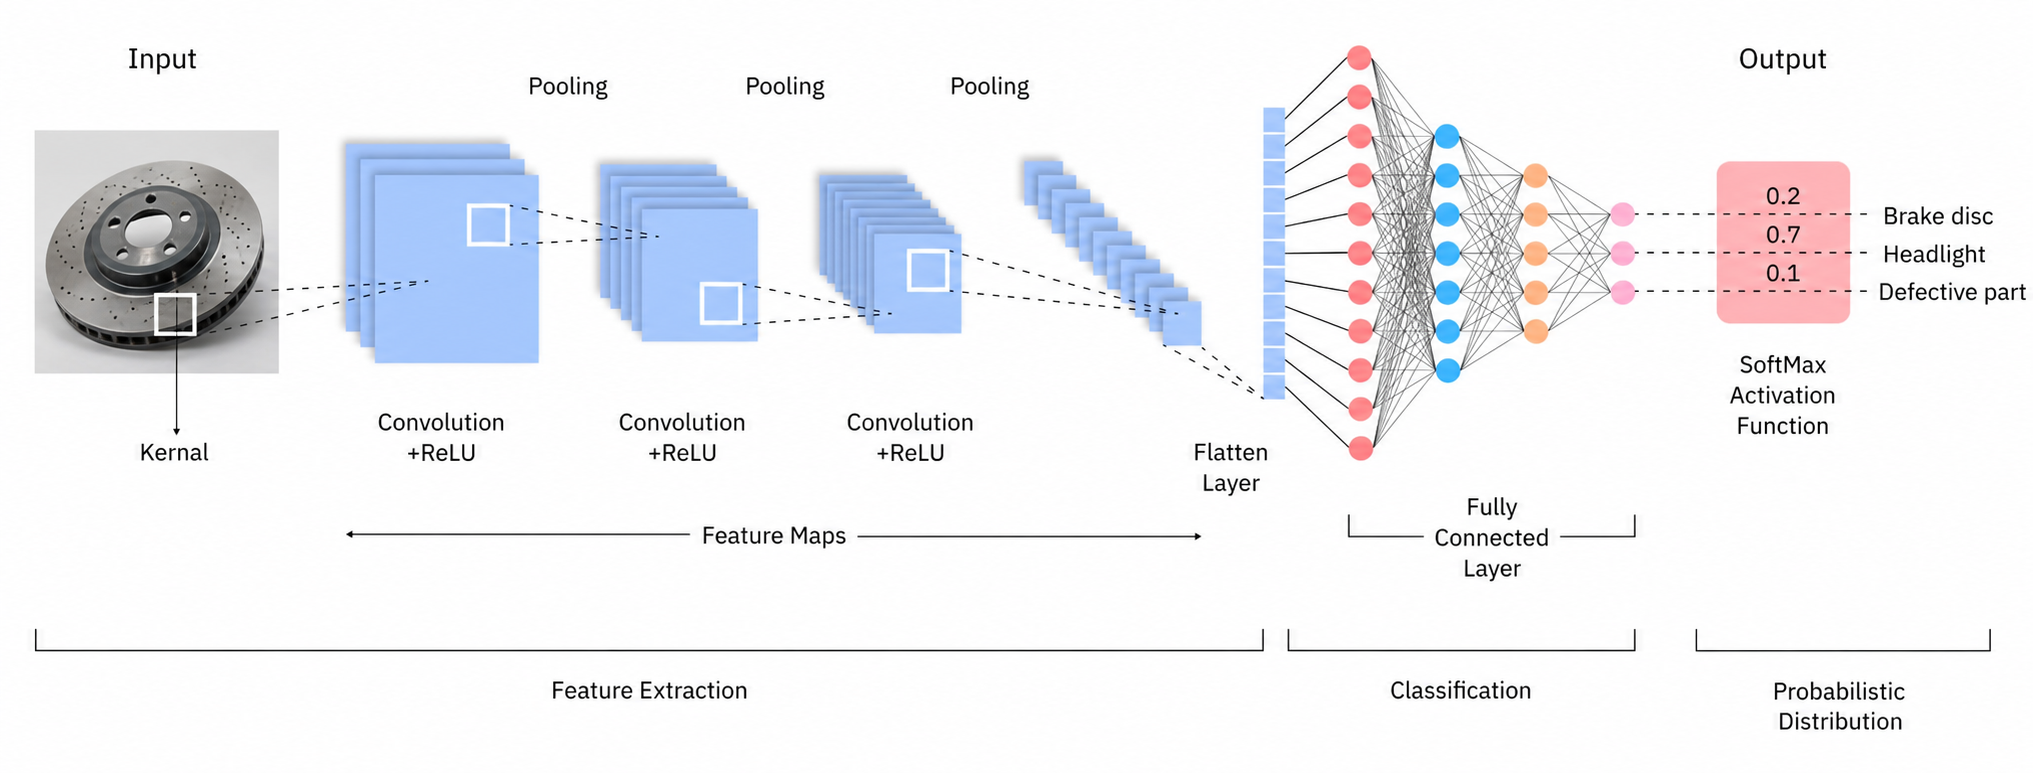 Input
Pooling
Pooling
Pooling
Output
0.2
Brake disc
0.7
Headlight
0.1
Defective part
SoftMax
Activation
Function
Kernal
Convolution
+ReLU
Convolution
+ReLU
Convolution
+ReLU
Flatten
Layer
Feature Maps
Fully
Connected
Layer
Feature Extraction
Classification
Probabilistic
Distribution